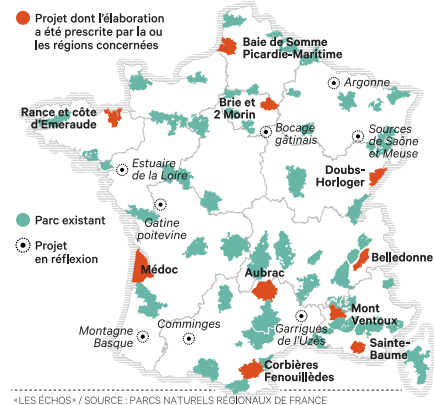 Projet dont l'élaboration
a été prescrite par la ou
les régions concernées
Baie de Somme
Picardie-Maritime
Argonne
Rance et côte
d'Emeraude
Brie et
2 Morin
Bocage
gâtinais
Sources
de Saône
et Meuse
Estuaire
de la Loire
Doubs-
Horloger
Parc existant
Projet
en réflexion
Gatine
poitevine
Médoc
Aubrac
Belledonne
Mont
Ventoux
Montagne
Basque
Comminges
Garrigues
de l'Uzès
Sainte-
Baume
Corbières
Fenouillèdes
«LES ÉCHOS» / SOURCE : PARCS NATURELS RÉGIONAUX DE FRANCE